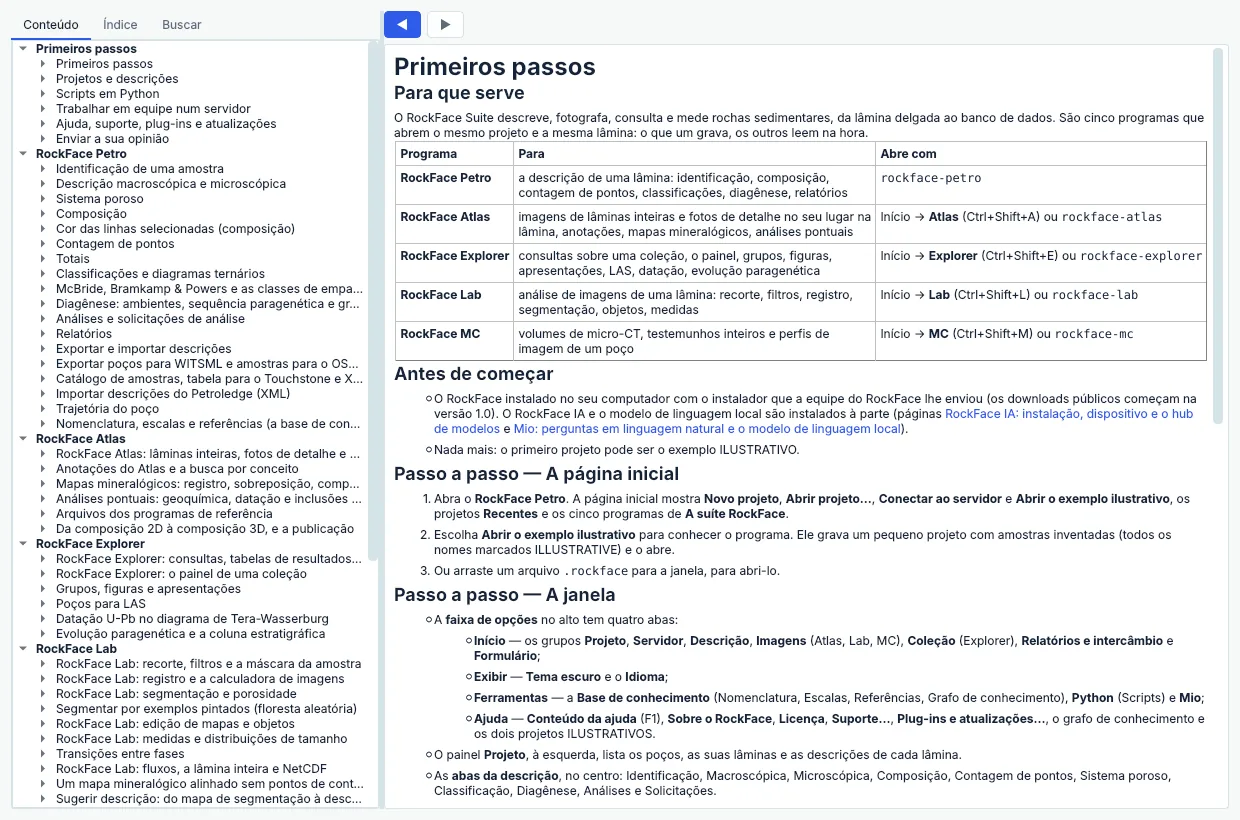 Conteúdo Índice Buscar
Primeiros passos
Primeiros passos
Projetos e descrições
Scripts em Python
Trabalhar em equipe num servidor
Ajuda, suporte, plug-ins e atualizações
Enviar a sua opinião
RockFace Petro
Identificação de uma amostra
Descrição macroscópica e microscópica
Sistema poroso
Composição
Cor das linhas selecionadas (composição)
Contagem de pontos
Totais
Classificações e diagramas ternários
McBride, Bramkamp & Powers e as classes de empa...
Diagênese: ambientes, sequência paragenética e gr...
Análises e solicitações de análise
Relatórios
Exportar e importar descrições
Exportar poços para WITSML e amostras para o OS...
Catálogo de amostras, tabela para o Touchstone e X...
Importar descrições do Petroledge (XML)
Trajetória do poço
Nomenclatura, escalas e referências (a base de con...
RockFace Atlas
RockFace Atlas: lâminas inteiras, fotos de detalhe e ...
Anotações do Atlas e a busca por conceito
Mapas mineralógicos: registro, sobreposição, comp...
Análises pontuais: geoquímica, datação e inclusões ...
Arquivos dos programas de referência
Da composição 2D à composição 3D, e a publicação
RockFace Explorer
RockFace Explorer: consultas, tabelas de resultados...
RockFace Explorer: o painel de uma coleção
Grupos, figuras e apresentações
Poços para LAS
Datação U-Pb no diagrama de Tera-Wasserburg
Evolução paragenética e a coluna estratigráfica
RockFace Lab
RockFace Lab: recorte, filtros e a máscara da amostra
RockFace Lab: registro e a calculadora de imagens
RockFace Lab: segmentação e porosidade
Segmentar por exemplos pintados (floresta aleatória)
RockFace Lab: edição de mapas e objetos
RockFace Lab: medidas e distribuições de tamanho
Transições entre fases
RockFace Lab: fluxos, a lâmina inteira e NetCDF
Um mapa mineralógico alinhado sem pontos de cont...
Sugerir descrição: do mapa de segmentação à desc...
Primeiros passos
Para que serve
O RockFace Suite descreve, fotografa, consulta e mede rochas sedimentares, da lâmina delgada ao banco de dados. São cinco programas que
abrem o mesmo projeto e a mesma lâmina: o que um grava, os outros leem na hora.
Programa Para Abre com
RockFace Petro a descrição de uma lâmina: identificação, composição, rockface-petro
contagem de pontos, classificações, diagênese, relatórios
RockFace Atlas imagens de lâminas inteiras e fotos de detalhe no seu lugar na Início → Atlas (Ctrl+Shift+A) ou rockface-atlas
lâmina, anotações, mapas mineralógicos, análises pontuais
RockFace Explorer consultas sobre uma coleção, o painel, grupos, figuras, Início → Explorer (Ctrl+Shift+E) ou rockface-explorer
apresentações, LAS, datação, evolução paragenética
RockFace Lab análise de imagens de uma lâmina: recorte, filtros, registro, Início → Lab (Ctrl+Shift+L) ou rockface-lab
segmentação, objetos, medidas
RockFace MC volumes de micro-CT, testemunhos inteiros e perfis de Início → MC (Ctrl+Shift+M) ou rockface-mc
imagem de um poço
Antes de começar
O RockFace instalado no seu computador com o instalador que a equipe do RockFace lhe enviou (os downloads públicos começam na
versão 1.0). O RockFace IA e o modelo de linguagem local são instalados à parte (páginas RockFace IA: instalação, dispositivo e o hub
de modelos e Mio: perguntas em linguagem natural e o modelo de linguagem local).
Nada mais: o primeiro projeto pode ser o exemplo ILUSTRATIVO.
Passo a passo — A página inicial
1. Abra o RockFace Petro. A página inicial mostra Novo projeto, Abrir projeto..., Conectar ao servidor e Abrir o exemplo ilustrativo, os
projetos Recentes e os cinco programas de A suíte RockFace.
2. Escolha Abrir o exemplo ilustrativo para conhecer o programa. Ele grava um pequeno projeto com amostras inventadas (todos os
nomes marcados ILLUSTRATIVE) e o abre.
3. Ou arraste um arquivo .rockface para a janela, para abri-lo.
Passo a passo — A janela
A faixa de opções no alto tem quatro abas:
Início — os grupos Projeto, Servidor, Descrição, Imagens (Atlas, Lab, MC), Coleção (Explorer), Relatórios e intercâmbio e
Formulário;
Exibir — Tema escuro e o Idioma;
Ferramentas — a Base de conhecimento (Nomenclatura, Escalas, Referências, Grafo de conhecimento), Python (Scripts) e Mio;
Ajuda — Conteúdo da ajuda (F1), Sobre o RockFace, Licença, Suporte..., Plug-ins e atualizações..., o grafo de conhecimento e
os dois projetos ILUSTRATIVOS.
O painel Projeto, à esquerda, lista os poços, as suas lâminas e as descrições de cada lâmina.
As abas da descrição, no centro: Identificação, Macroscópica, Microscópica, Composição, Contagem de pontos, Sistema poroso,
Classificação, Diagênese, Análises e Solicitações.